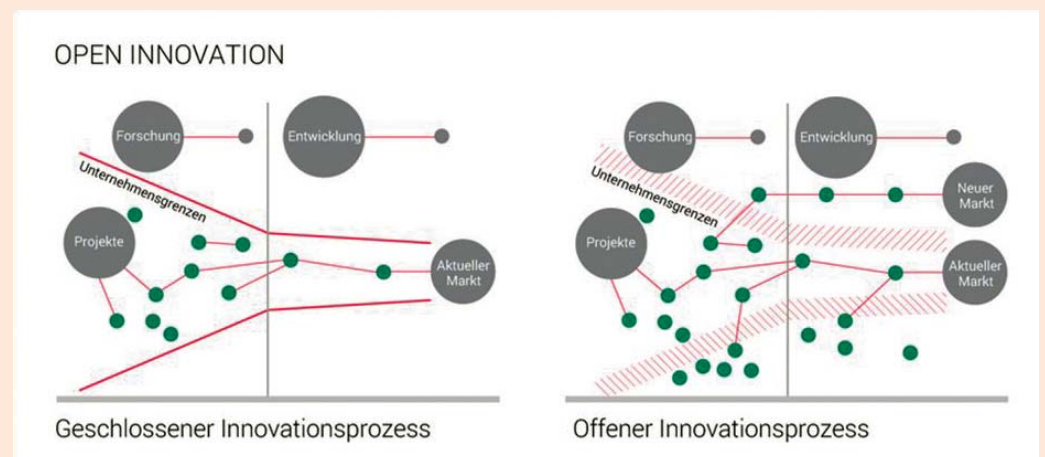 OPEN INNOVATION
Forschung
Entwicklung
Unternehmensgrenzen
Projekte
Aktueller
Markt
Geschlossener Innovationsprozess
Forschung
Entwicklung
Unternehmensgrenzen
Neuer
Markt
Projekte
Aktueller
Markt
Offener Innovationsprozess